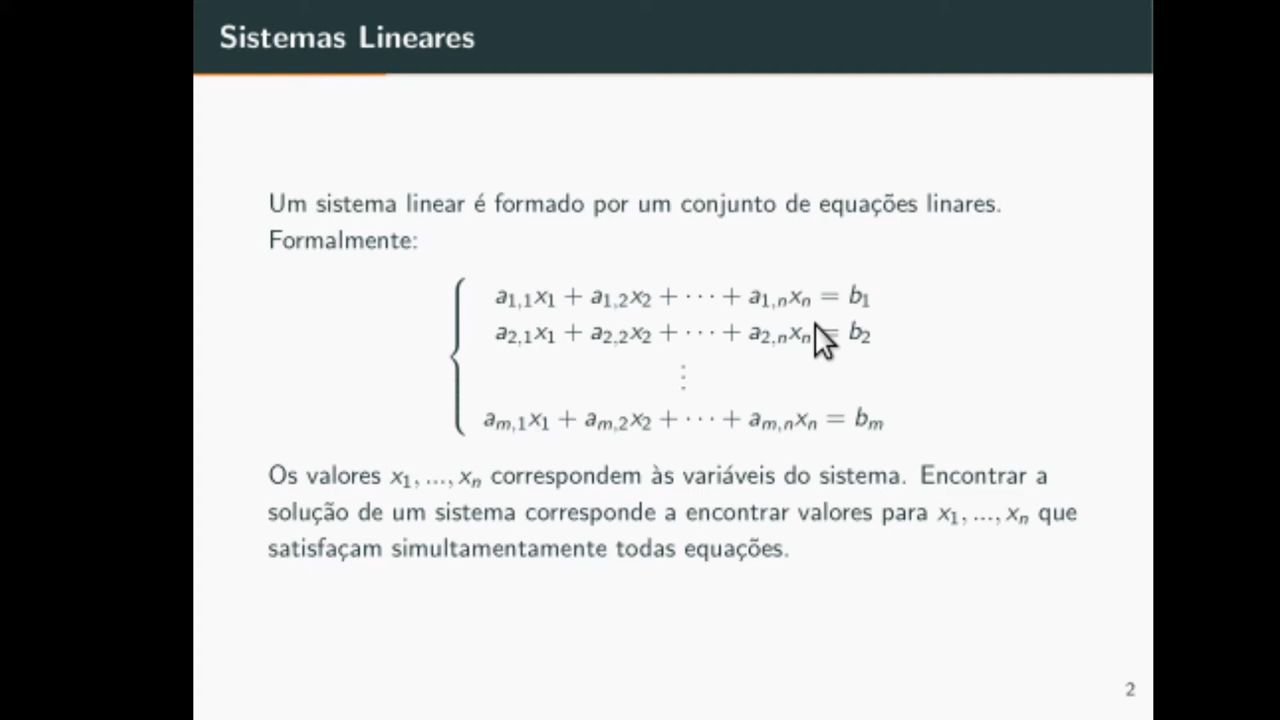 Sistemas Lineares
Um sistema linear é formado por um conjunto de equações linares.
Formalmente:
a1,1x1 + a1,2x2 + · · · + a1,nxn = b1
a2,1x1 + a2,2x2 + · · · + a2,nxn = b2
⋮
am,1x1 + am,2x2 + · · · + am,nxn = bm
Os valores x1, ..., xn correspondem às variáveis do sistema. Encontrar a
solução de um sistema corresponde a encontrar valores para x1, ..., xn que
satisfaçam simultamentamente todas equações.
2